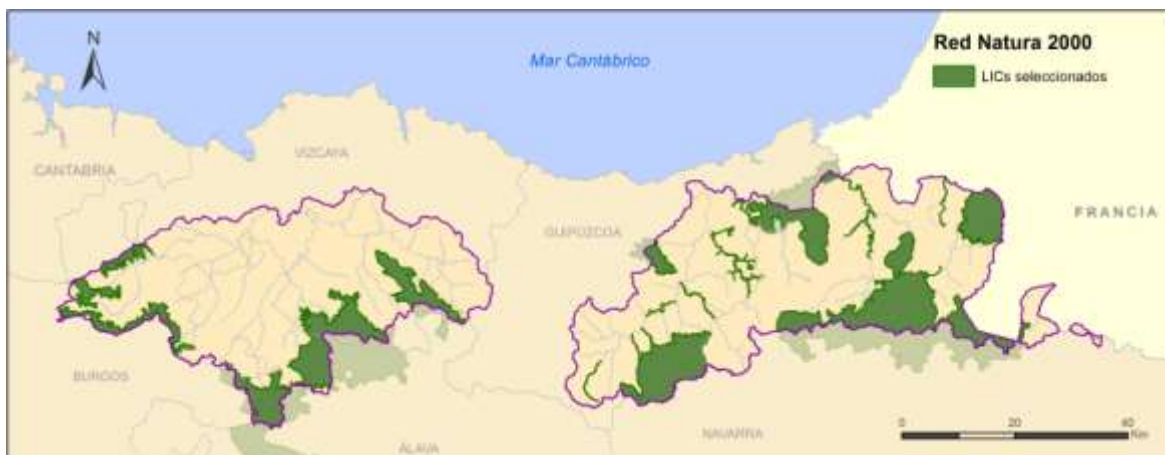 N
Mar Cantábrico
Red Natura 2000
LICs seleccionados
CANTABRIA
VIZCAYA
GUIPÚZCOA
FRANCIA
BURGOS
ÁLAVA
NAVARRA
0 20 40
Km